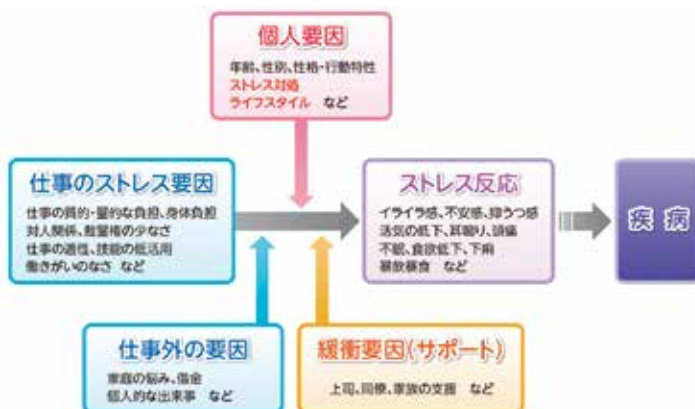 個人要因
年齢、性別、性格・行動特性
ストレス対処
ライフスタイル など
仕事のストレス要因
仕事の質的・量的な負担、身体負担
対人関係、裁量権の少なさ
仕事の適性、技能の低活用
働きがいのなさ など
ストレス反応
イライラ感、不安感、抑うつ感
活気の低下、耳鳴り、頭痛
不眠、食欲低下、下痢
暴飲暴食 など
疾病
仕事外の要因
家庭の悩み、借金
個人的な出来事 など
緩衝要因(サポート)
上司、同僚、家族の支援 など